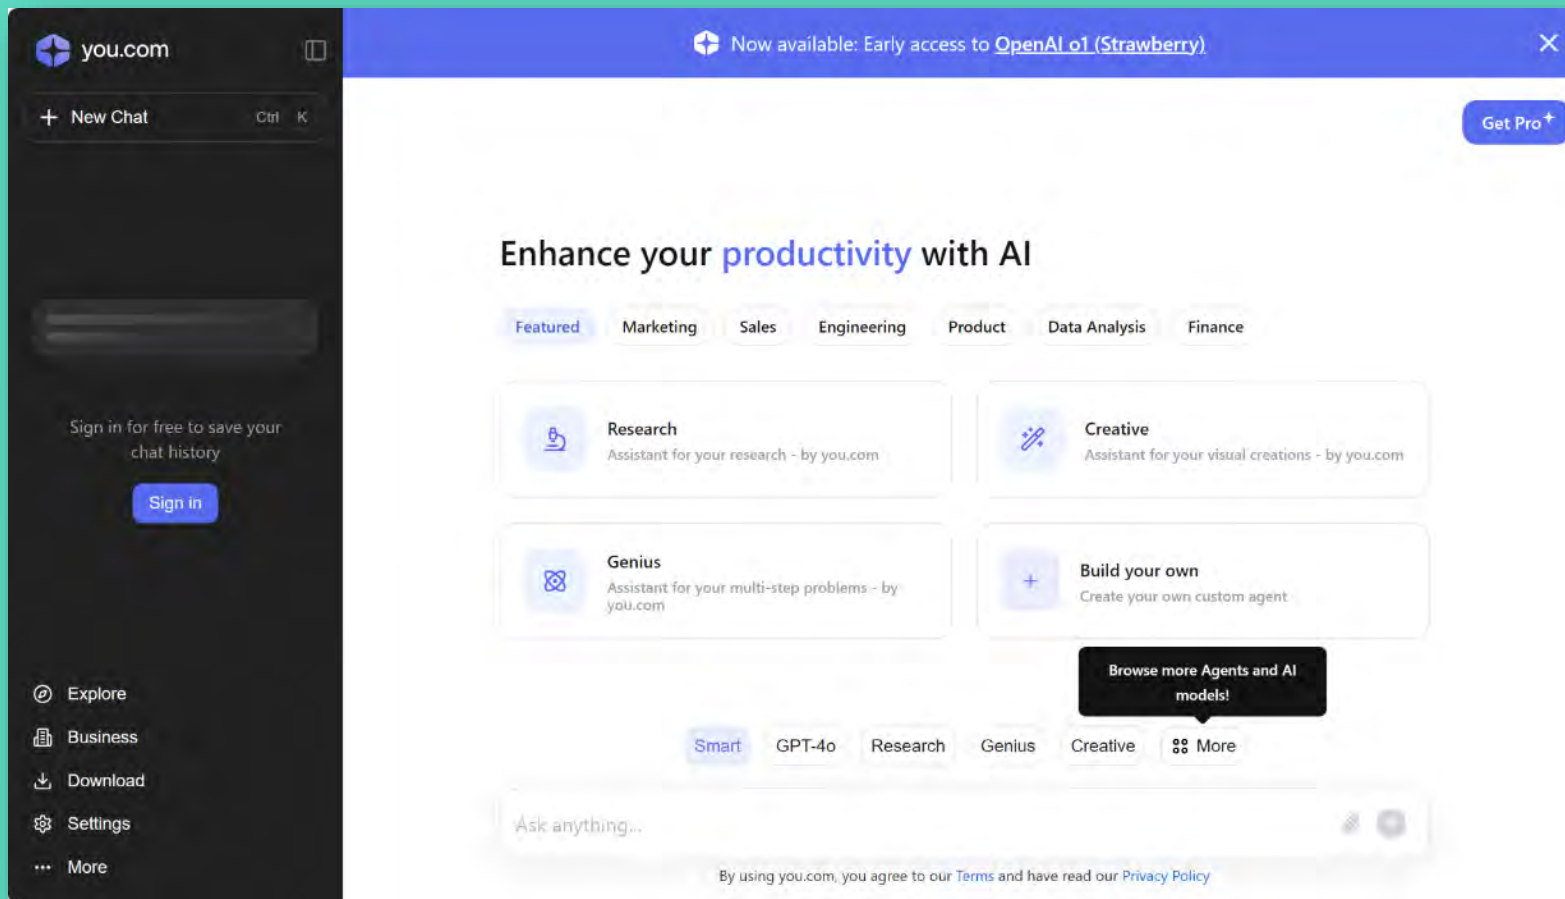 you.com
New Chat
Ctrl K
Sign in for free to save your
chat history
Sign in
Explore
Business
Download
Settings
More
Now available: Early access to OpenAI o1 (Strawberry)
Get Pro
Enhance your productivity with AI
Featured Marketing Sales Engineering Product Data Analysis Finance
Research
Assistant for your research - by you.com
Creative
Assistant for your visual creations - by you.com
Genius
Assistant for your multi-step problems - by
you.com
Build your own
Create your own custom agent
Browse more Agents and AI
models!
Smart GPT-4o Research Genius Creative More
Ask anything...
By using you.com, you agree to our Terms and have read our Privacy Policy